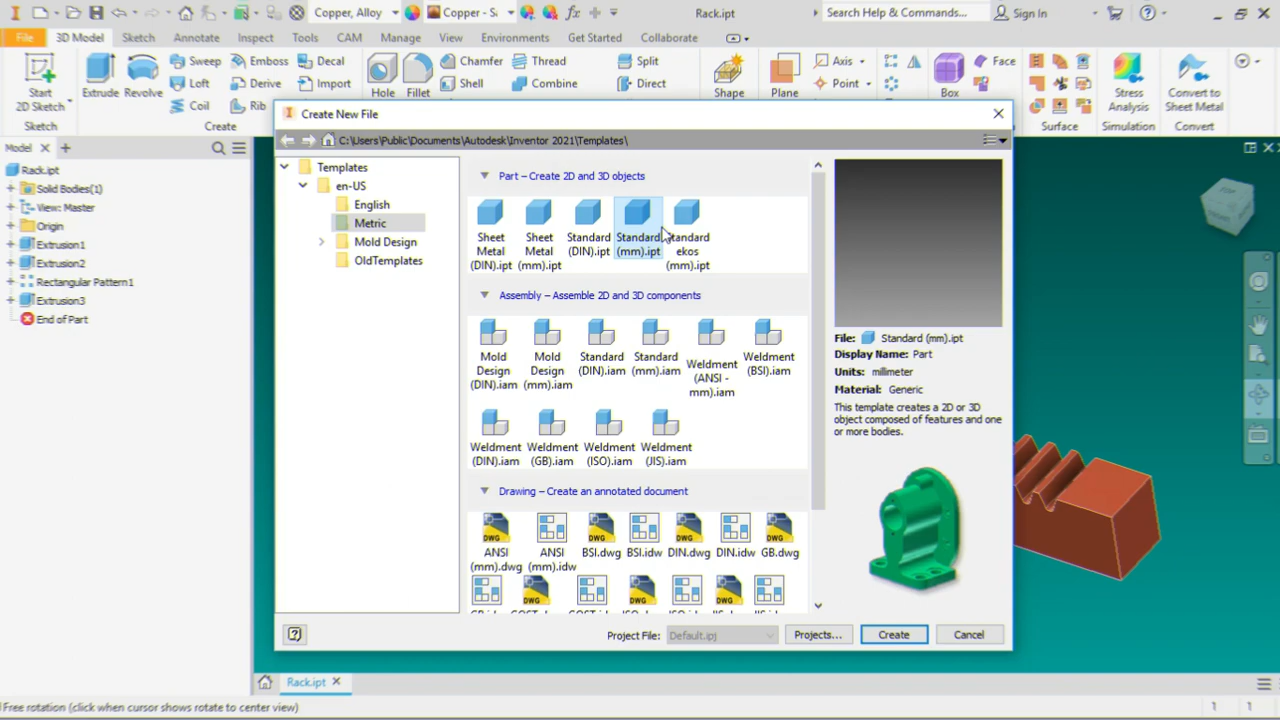 Copper, Alloy
Copper - Sa
fx
Rack.ipt
Search Help & Commands...
Sign In
File
3D Model
Sketch
Annotate
Inspect
Tools
CAM
Manage
View
Environments
Get Started
Collaborate
Start
2D Sketch
Extrude
Revolve
Sweep
Loft
Coil
Emboss
Derive
Rib
Decal
Import
Hole
Fillet
Chamfer
Shell
Thread
Combine
Split
Direct
Shape
Plane
Axis
Point
Box
Face
Stress
Analysis
Convert to
Sheet Metal
Sketch
Create
Surface
Simulation
Convert
Model
Rack.ipt
Solid Bodies(1)
View: Master
Origin
Extrusion1
Extrusion2
Rectangular Pattern1
Extrusion3
End of Part
Create New File
C:\Users\Public\Documents\Autodesk\Inventor 2021\Templates\
Templates
en-US
English
Metric
Mold Design
OldTemplates
Part – Create 2D and 3D objects
Sheet Metal (DIN).ipt
Sheet Metal (mm).ipt
Standard (DIN).ipt
Standard (mm).ipt
ekos (mm).ipt
Assembly – Assemble 2D and 3D components
Mold Design (DIN).iam
Mold Design (mm).iam
Standard (DIN).iam
Standard (mm).iam
Weldment (ANSI - mm).iam
Weldment (BSI).iam
Weldment (DIN).iam
Weldment (GB).iam
Weldment (ISO).iam
Weldment (JIS).iam
Drawing – Create an annotated document
ANSI (mm).dwg
ANSI (mm).idw
BSI.dwg
BSI.idw
DIN.dwg
DIN.idw
GB.dwg
File: Standard (mm).ipt
Display Name: Part
Units: millimeter
Material: Generic
This template creates a 2D or 3D
object composed of features and one
or more bodies.
Project File:
Default.ipj
Projects...
Create
Cancel
Rack.ipt
Free rotation (click when cursor shows rotate to center view)
1
1